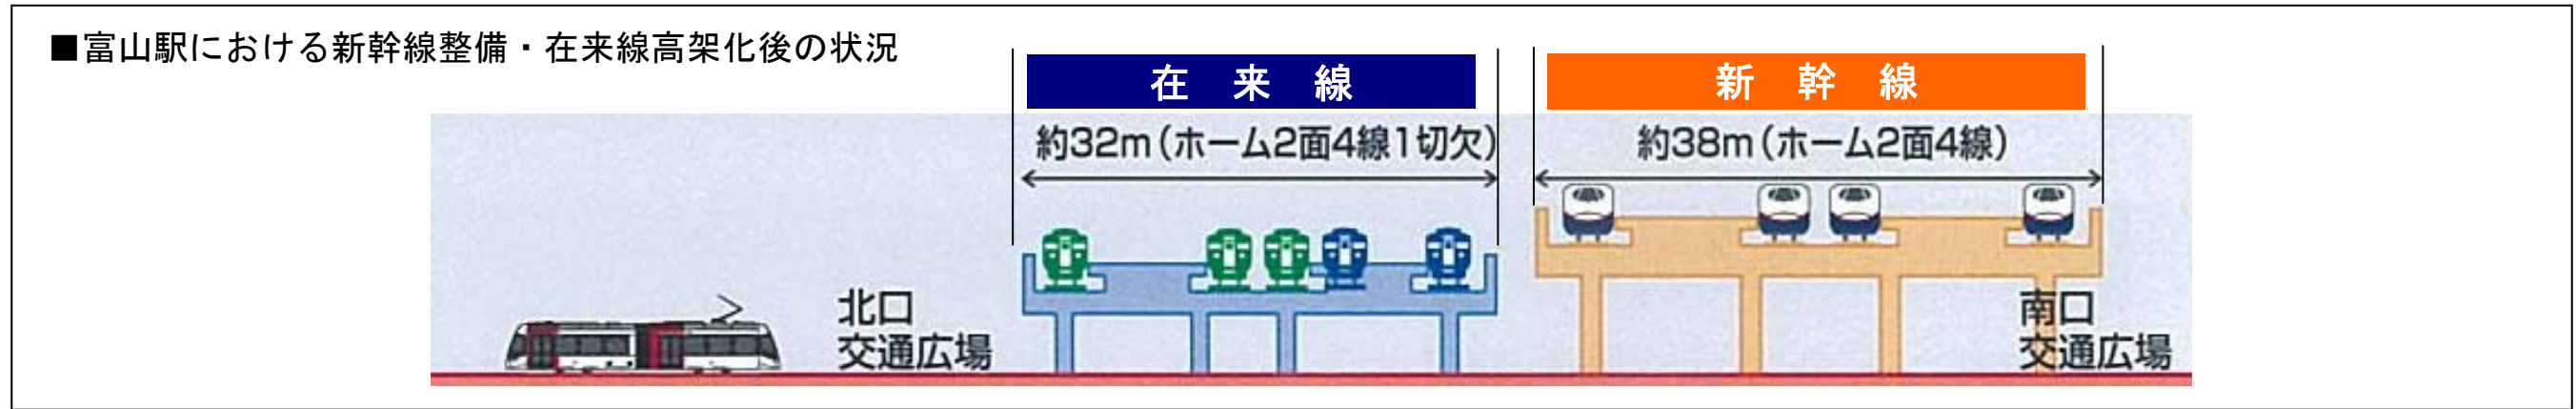 ■富山駅における新幹線整備・在来線高架化後の状況
在来線
新幹線
約32m(ホーム2面4線1切欠)
約38m(ホーム2面4線)
北口
交通広場
南口
交通広場